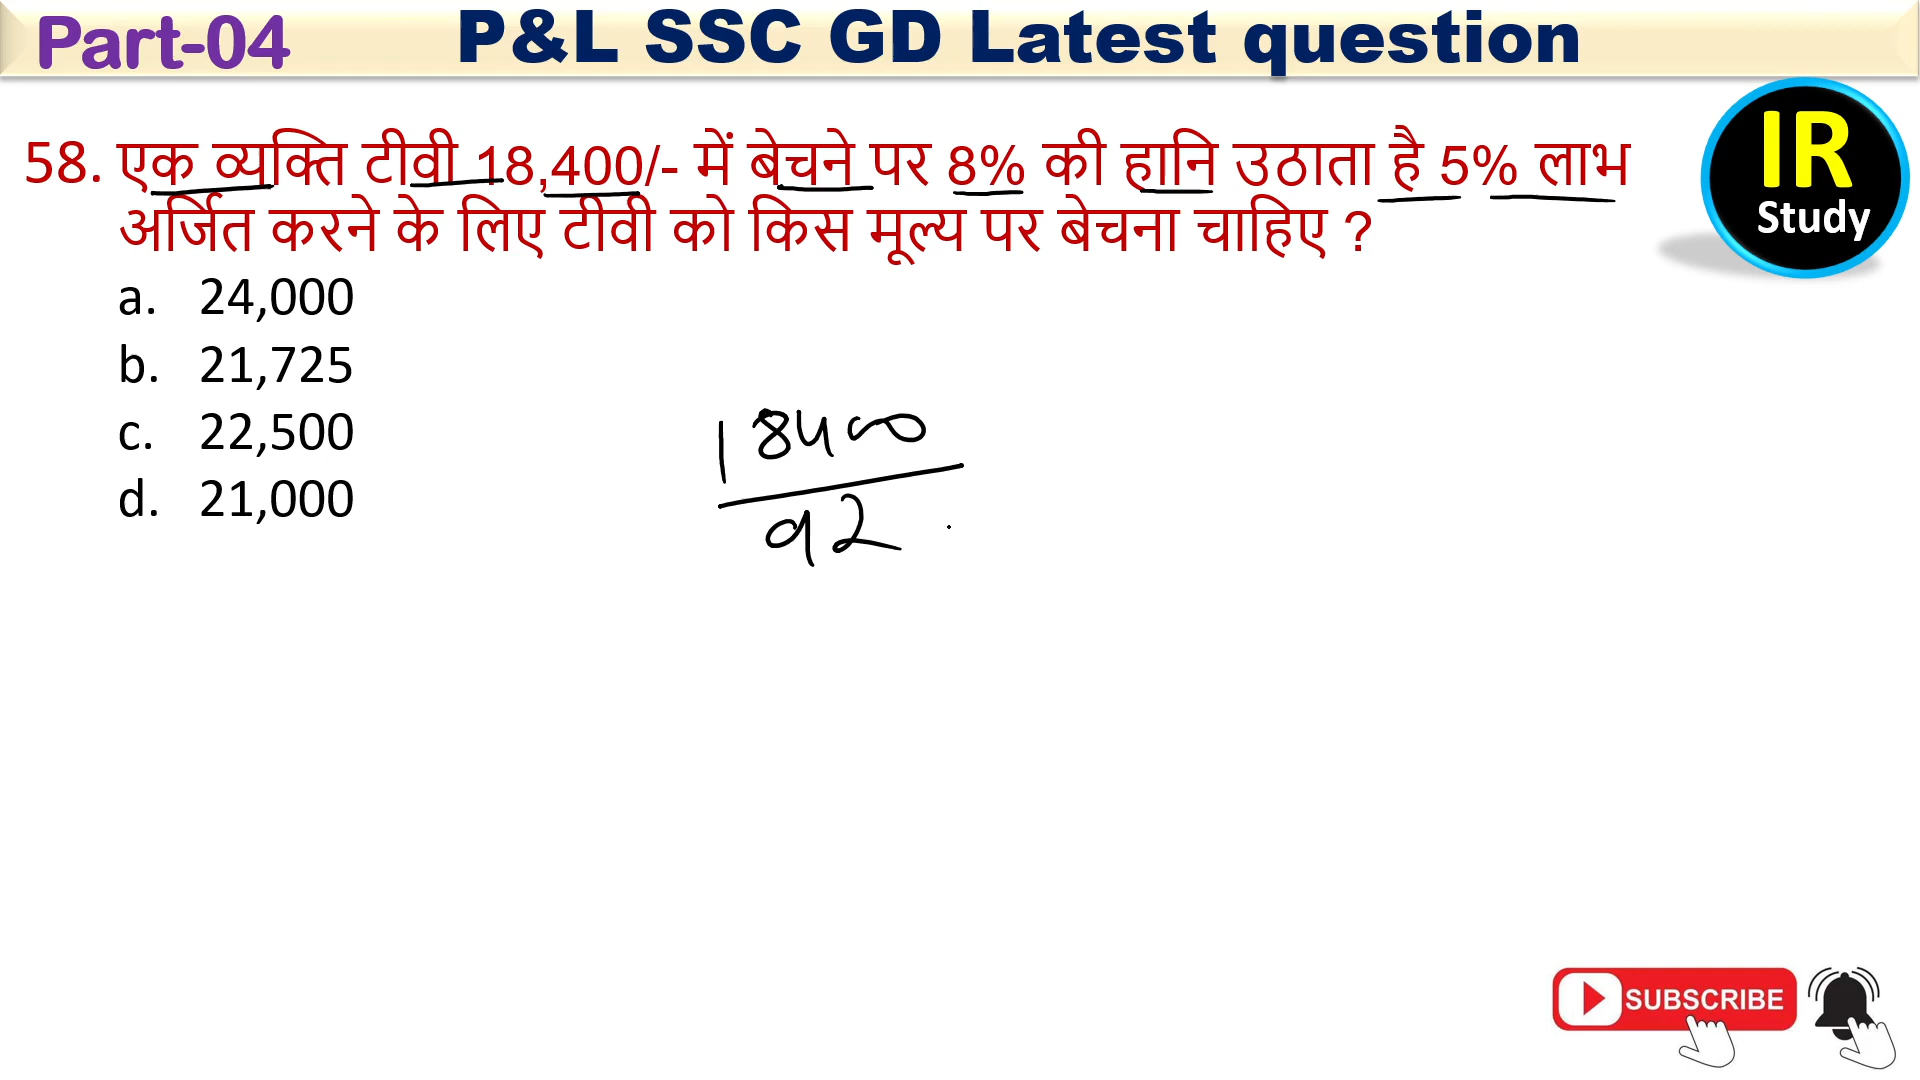 Part-04
P&L SSC GD Latest question
IR
Study
58. एक व्यक्ति टीवी 18,400/- में बेचने पर 8% की हानि उठाता है 5% लाभ
अर्जित करने के लिए टीवी को किस मूल्य पर बेचना चाहिए ?
a. 24,000
b. 21,725
c. 22,500
d. 21,000
18400
92
SUBSCRIBE